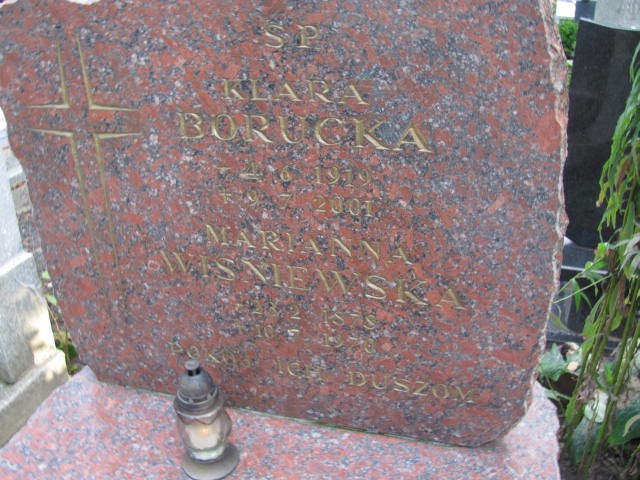 S P
KLARA
BORUCKA
* 4 6 1919
+ 9 7 2001
MARIANNA
WIŚNIEWSKA
POKÓJ ICH DUSZOM